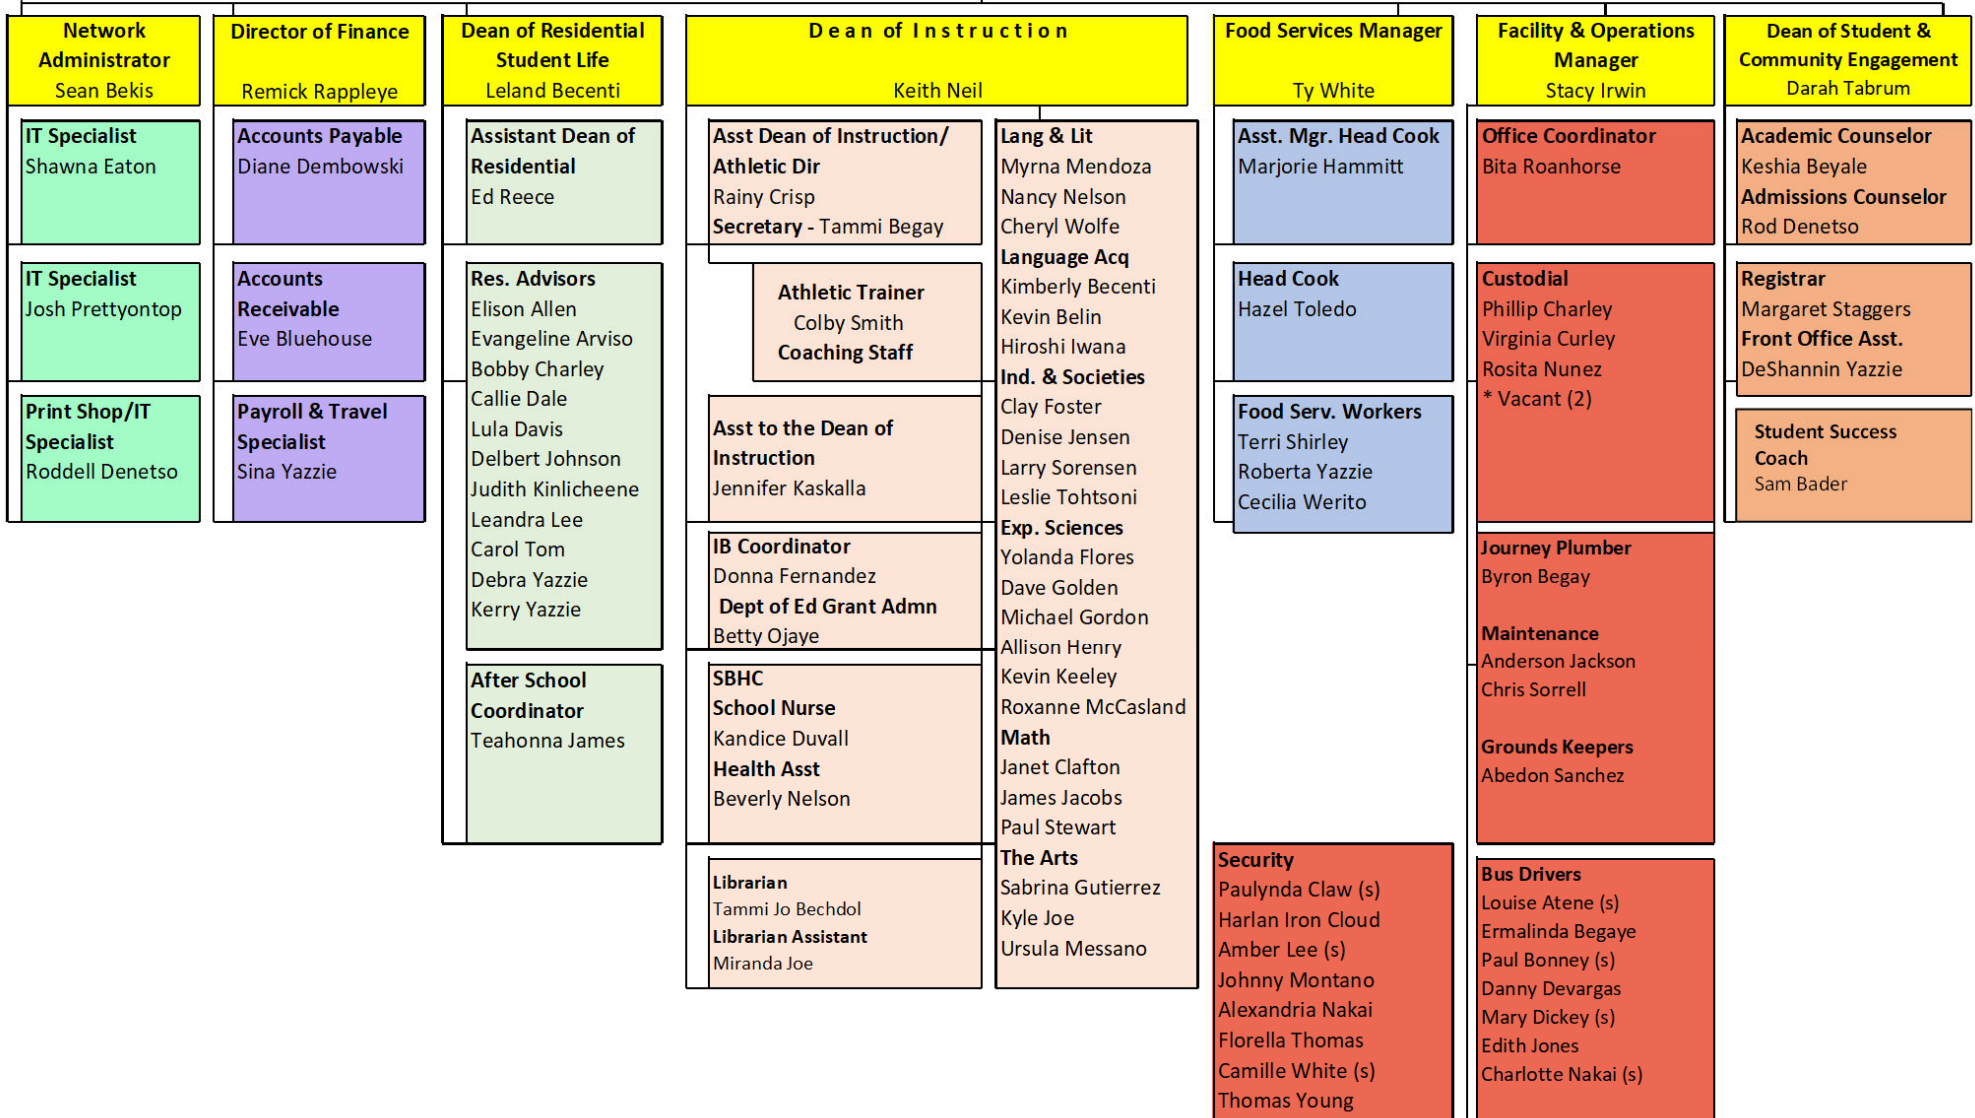 Network
Administrator
Sean Bekis
IT Specialist
Shawna Eaton
IT Specialist
Josh Prettyontop
Print Shop/IT
Specialist
Roddell Denetso
Director of Finance
Remick Rappleye
Accounts Payable
Diane Dembowski
Accounts
Receivable
Eve Bluehouse
Payroll & Travel
Specialist
Sina Yazzie
Dean of Residential
Student Life
Leland Becenti
Assistant Dean of
Residential
Ed Reece
Res. Advisors
Elison Allen
Evangeline Arviso
Bobby Charley
Callie Dale
Lula Davis
Delbert Johnson
Judith Kinlicheene
Leandra Lee
Carol Tom
Debra Yazzie
Kerry Yazzie
After School
Coordinator
Teahonna James
Dean of Instruction
Keith Neil
Asst Dean of Instruction/
Athletic Dir
Rainy Crisp
Secretary - Tammi Begay
Athletic Trainer
Colby Smith
Coaching Staff
Asst to the Dean of
Instruction
Jennifer Kaskalla
IB Coordinator
Donna Fernandez
Dept of Ed Grant Admn
Betty Ojaye
SBHC
School Nurse
Kandice Duvall
Health Asst
Beverly Nelson
Librarian
Tammi Jo Bechdol
Librarian Assistant
Miranda Joe
Lang & Lit
Myrna Mendoza
Nancy Nelson
Cheryl Wolfe
Language Acq
Kimberly Becenti
Kevin Belin
Hiroshi Iwana
Ind. & Societies
Clay Foster
Denise Jensen
Larry Sorensen
Leslie Tohtsoni
Exp. Sciences
Yolanda Flores
Dave Golden
Michael Gordon
Allison Henry
Kevin Keeley
Roxanne McCasland
Math
Janet Clafton
James Jacobs
Paul Stewart
The Arts
Sabrina Gutierrez
Kyle Joe
Ursula Messano
Food Services Manager
Ty White
Asst. Mgr. Head Cook
Marjorie Hammitt
Head Cook
Hazel Toledo
Food Serv. Workers
Terri Shirley
Roberta Yazzie
Cecilia Werito
Security
Paulynda Claw (s)
Harlan Iron Cloud
Amber Lee (s)
Johnny Montano
Alexandria Nakai
Florella Thomas
Camille White (s)
Thomas Young
Facility & Operations
Manager
Stacy Irwin
Office Coordinator
Bita Roanhorse
Custodial
Phillip Charley
Virginia Curley
Rosita Nunez
* Vacant (2)
Journey Plumber
Byron Begay
Maintenance
Anderson Jackson
Chris Sorrell
Grounds Keepers
Abedon Sanchez
Bus Drivers
Louise Atene (s)
Ermalinda Begaye
Paul Bonney (s)
Danny Devargas
Mary Dickey (s)
Edith Jones
Charlotte Nakai (s)
Dean of Student &
Community Engagement
Darah Tabrum
Academic Counselor
Keshia Beyale
Admissions Counselor
Rod Denetso
Registrar
Margaret Staggers
Front Office Asst.
DeShannin Yazzie
Student Success
Coach
Sam Bader